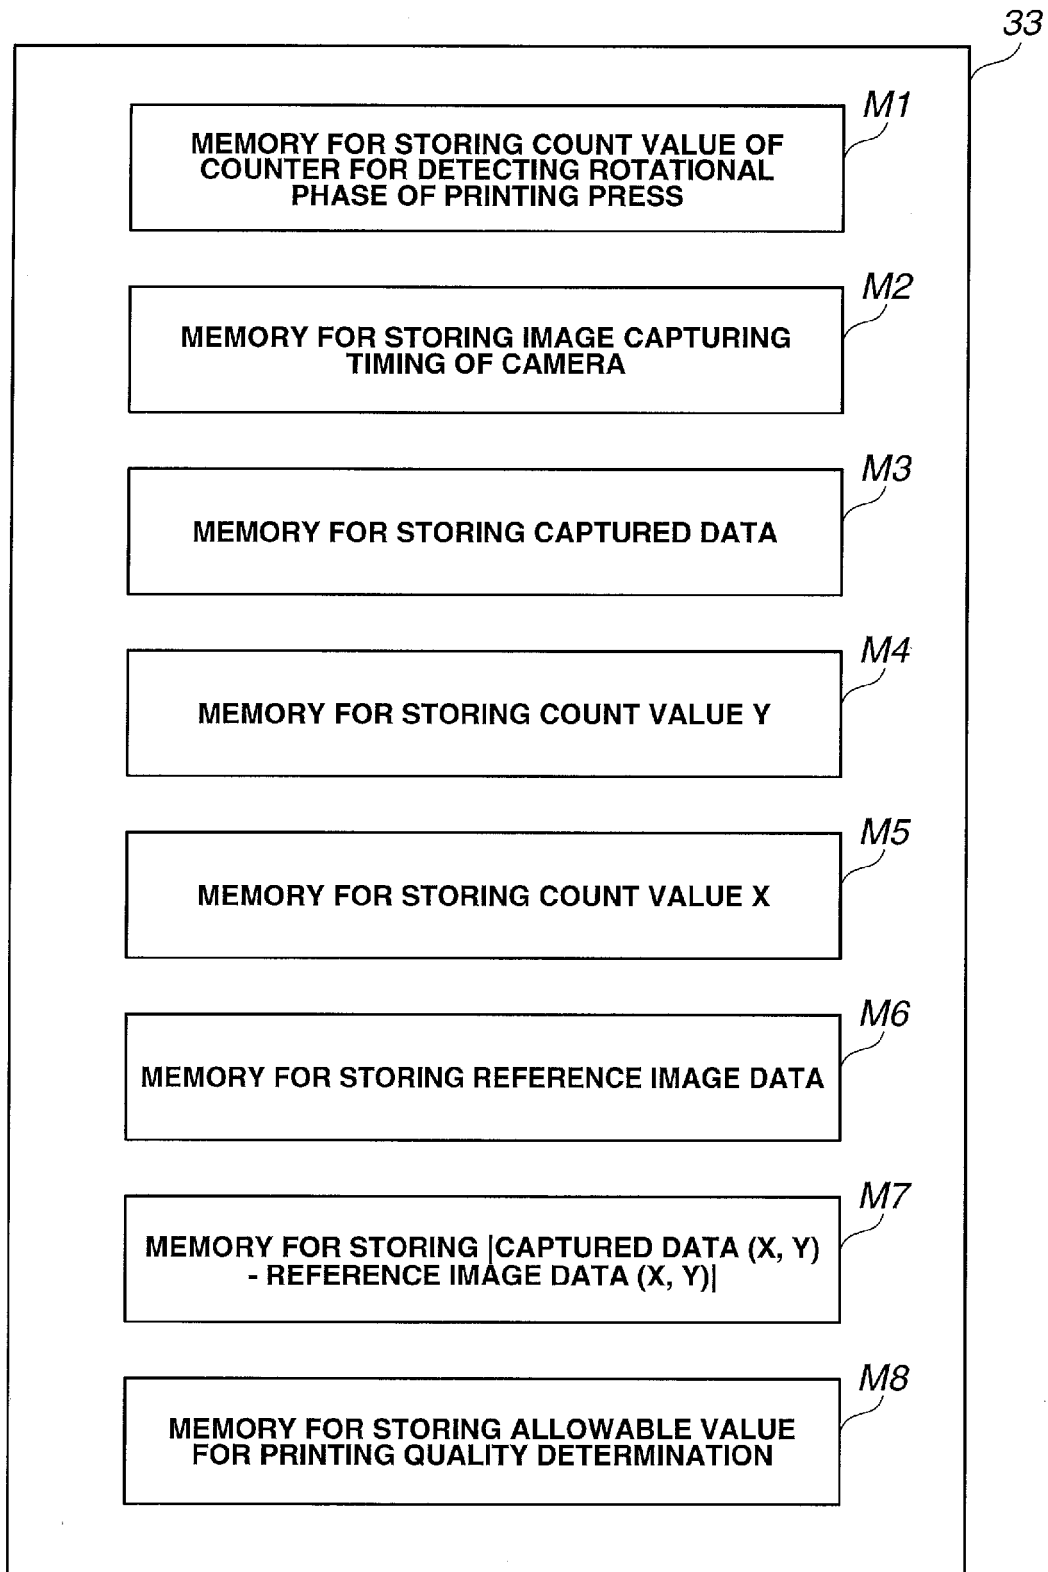 33
M1
MEMORY FOR STORING COUNT VALUE OF
COUNTER FOR DETECTING ROTATIONAL
PHASE OF PRINTING PRESS
M2
MEMORY FOR STORING IMAGE CAPTURING
TIMING OF CAMERA
M3
MEMORY FOR STORING CAPTURED DATA
M4
MEMORY FOR STORING COUNT VALUE Y
M5
MEMORY FOR STORING COUNT VALUE X
M6
MEMORY FOR STORING REFERENCE IMAGE DATA
M7
MEMORY FOR STORING |CAPTURED DATA (X, Y)
- REFERENCE IMAGE DATA (X, Y)|
M8
MEMORY FOR STORING ALLOWABLE VALUE
FOR PRINTING QUALITY DETERMINATION